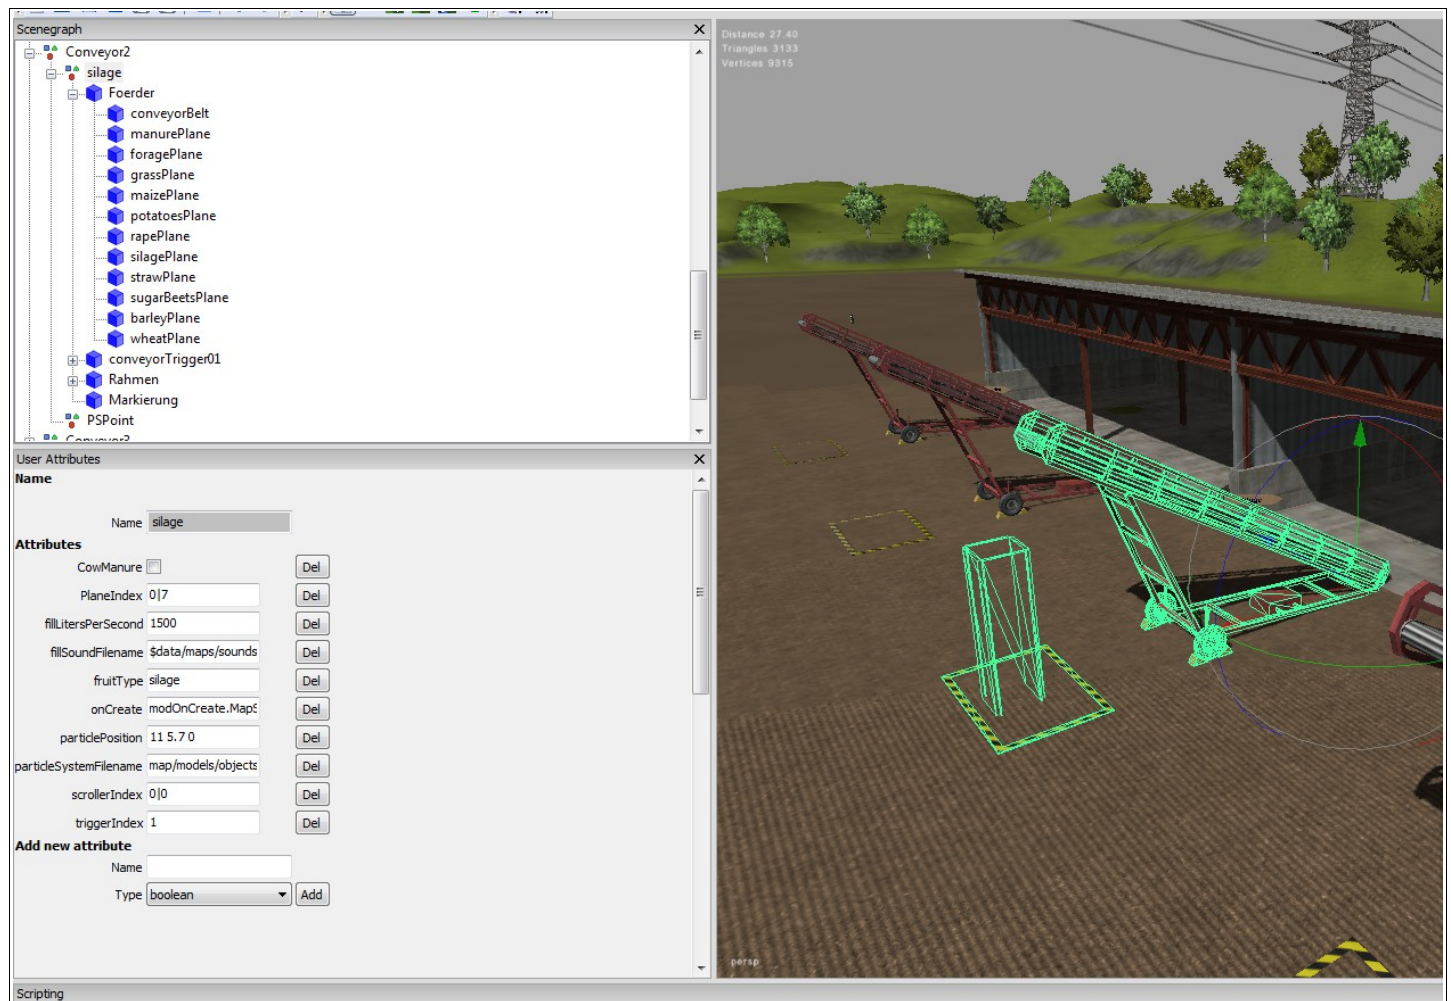 Scenegraph
Conveyor2
silage
Foerder
conveyorBelt
manurePlane
foragePlane
grassPlane
maizePlane
potatoesPlane
rapePlane
silagePlane
strawPlane
sugarBeetsPlane
barleyPlane
wheatPlane
conveyorTrigger01
Rahmen
Markierung
PSPoint
Conveyor3
User Attributes
Name
Name silage
Attributes
CowManure Del
PlaneIndex 0|7 Del
fillLitersPerSecond 1500 Del
fillSoundFilename $data/maps/sounds Del
fruitType silage Del
onCreate modOnCreate.MapS Del
particlePosition 11 5.7 0 Del
particleSystemFilename map/models/objects Del
scrollerIndex 0|0 Del
triggerIndex 1 Del
Add new attribute
Name
Type boolean Add
Scripting
Distance 27.40
Triangles 3133
Vertices 9315
persp